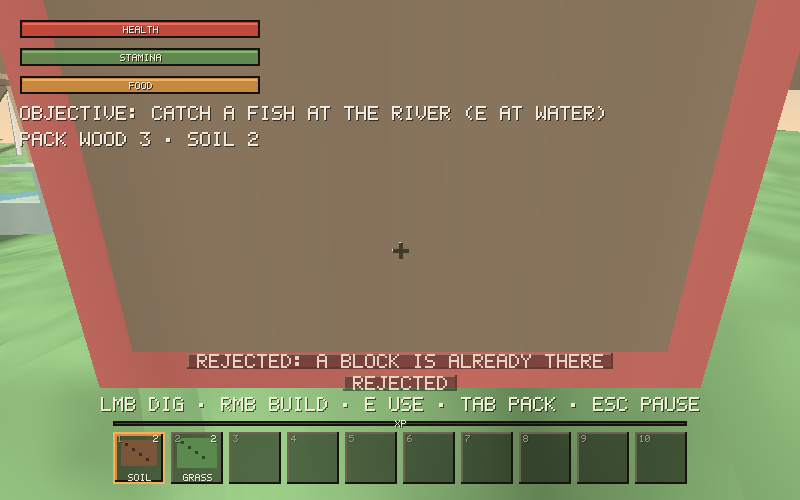 HEALTH
STAMINA
FOOD
OBJECTIVE: CATCH A FISH AT THE RIVER (E AT WATER)
PACK WOOD 3 · SOIL 2
REJECTED: A BLOCK IS ALREADY THERE
REJECTED
LMB DIG · RMB BUILD · E USE · TAB PACK · ESC PAUSE
XP
1 2 2 2 3 4 5 6 7 8 9 10
SOIL GRASS